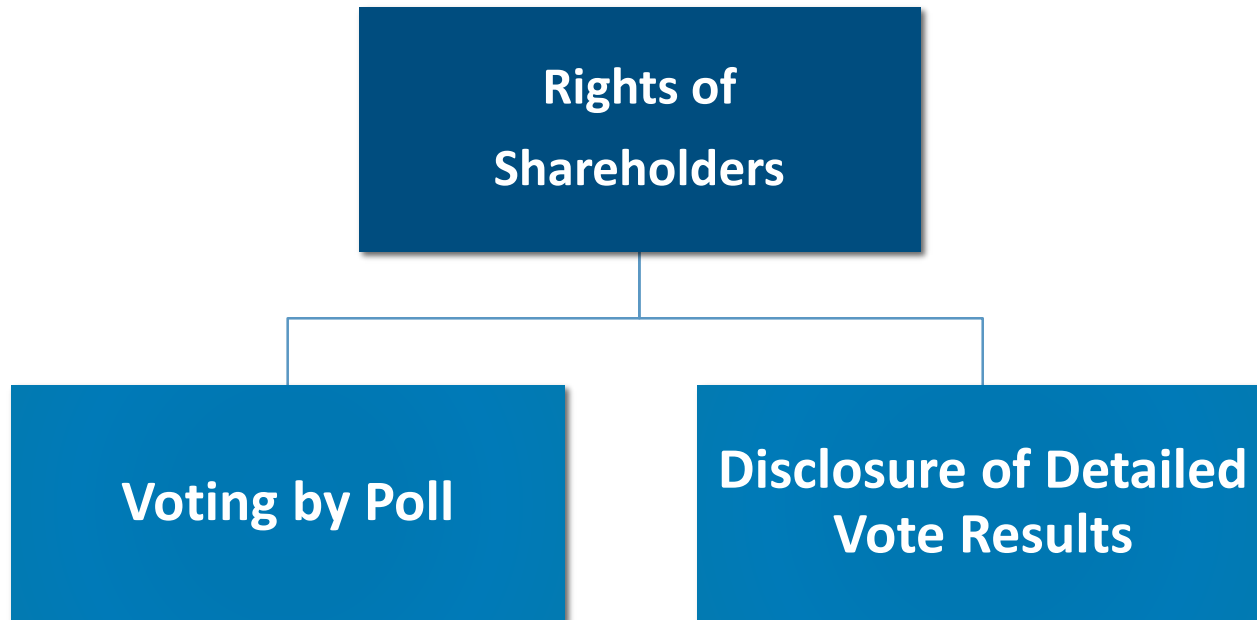 Rights of
Shareholders
Voting by Poll
Disclosure of Detailed
Vote Results